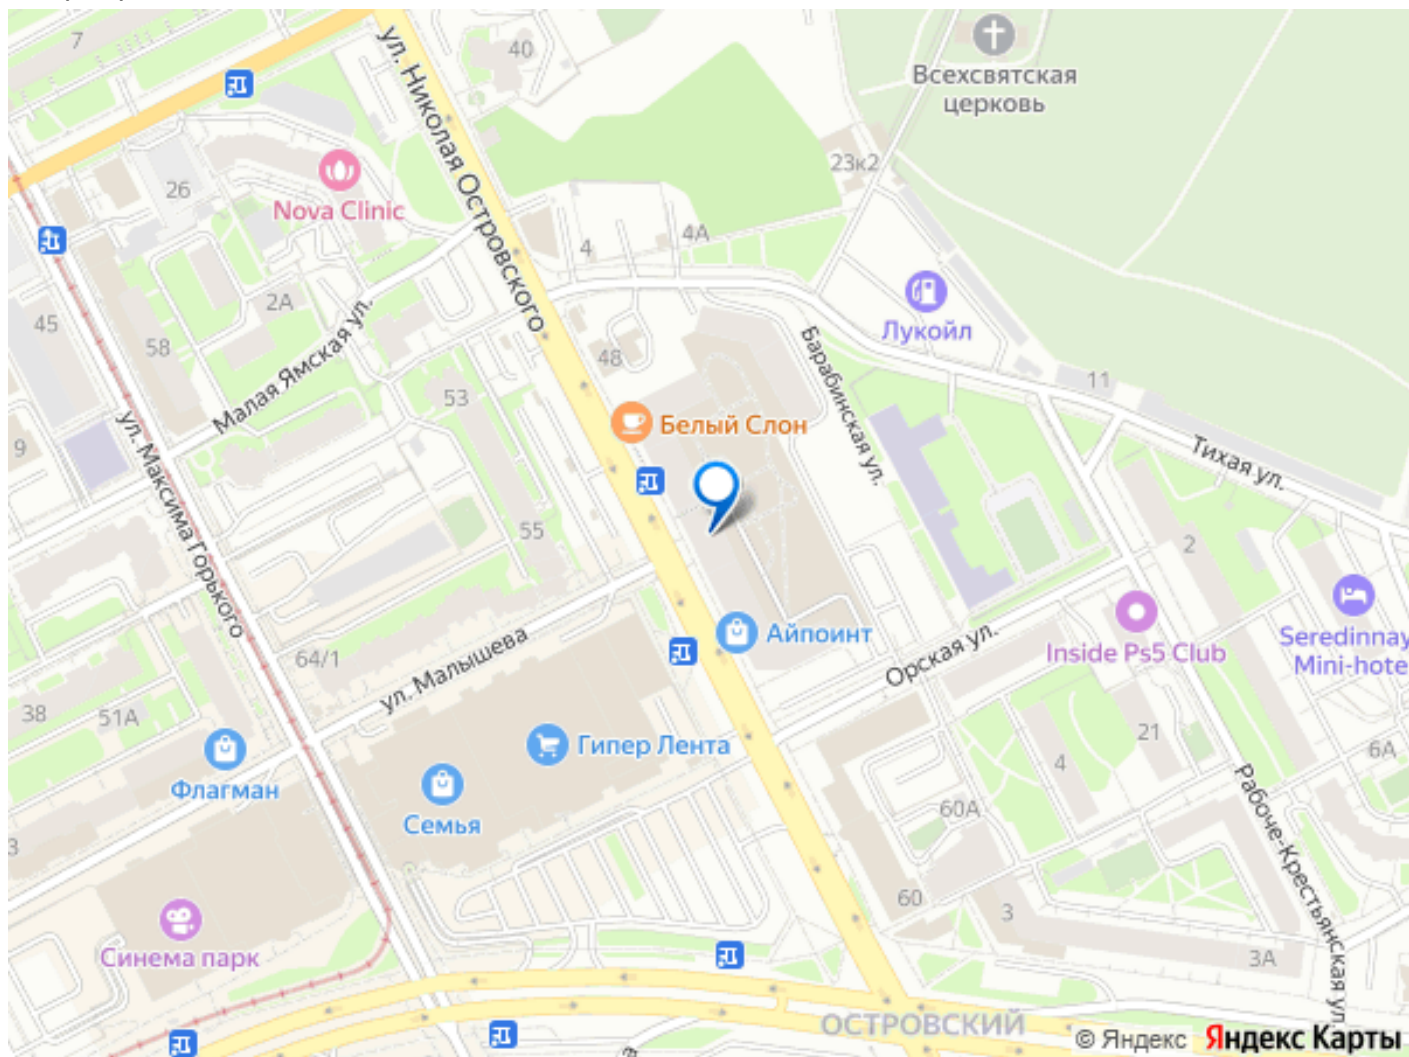 7
40
ул. Николая Островского
Всехсвятская
церковь
23к2
26
Nova Clinic
4
4А
2А
45
58
Малая Ямская ул.
Лукойл
Барабинская ул.
48
11
53
Белый Слон
9
ул. Максима Горького
Тихая ул.
55
2
64/1
ул. Малышева
Айпоинт
Орская ул.
Inside Ps5 Club
Seredinnay
Mini-hote
38
51А
21
Гипер Лента
4
6А
Флагман
Семья
60А
Рабоче-Крестьянская ул.
3
60
3
Синема парк
3А
ОСТРОВСКИЙ
© Яндекс Яндекс Карты